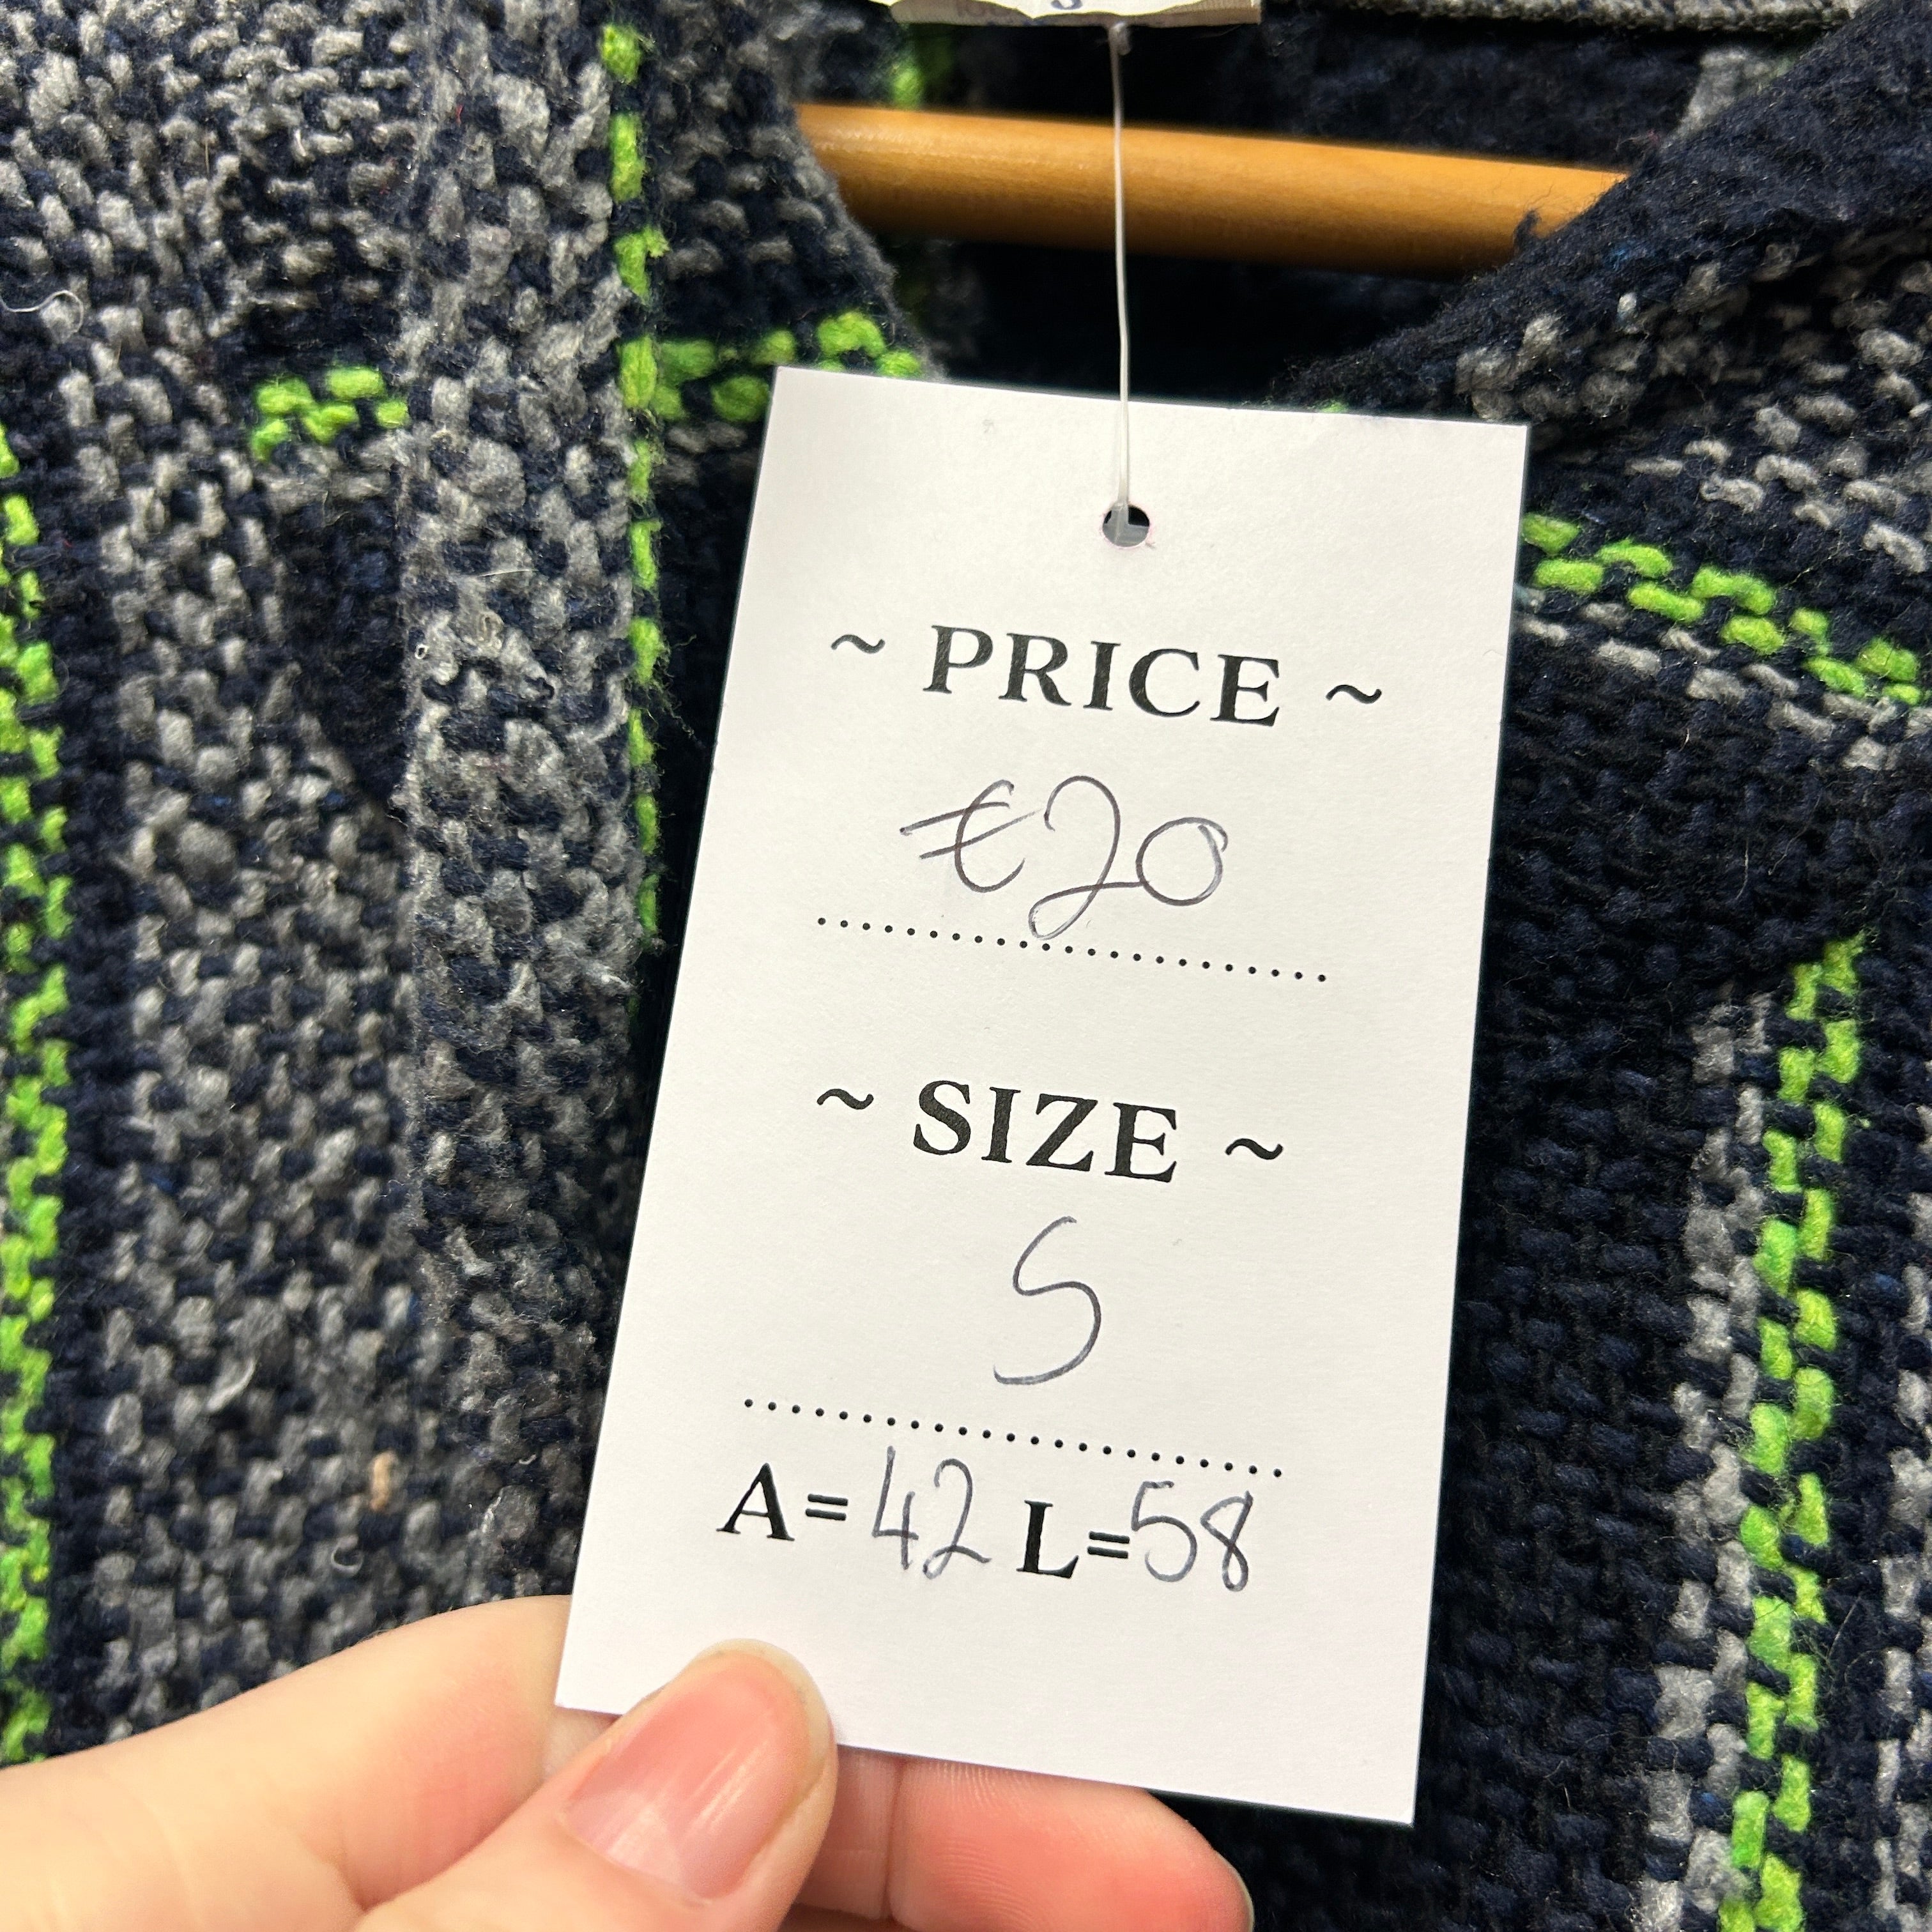 ~ PRICE ~
€20
~ SIZE ~
S
A=42 L=58